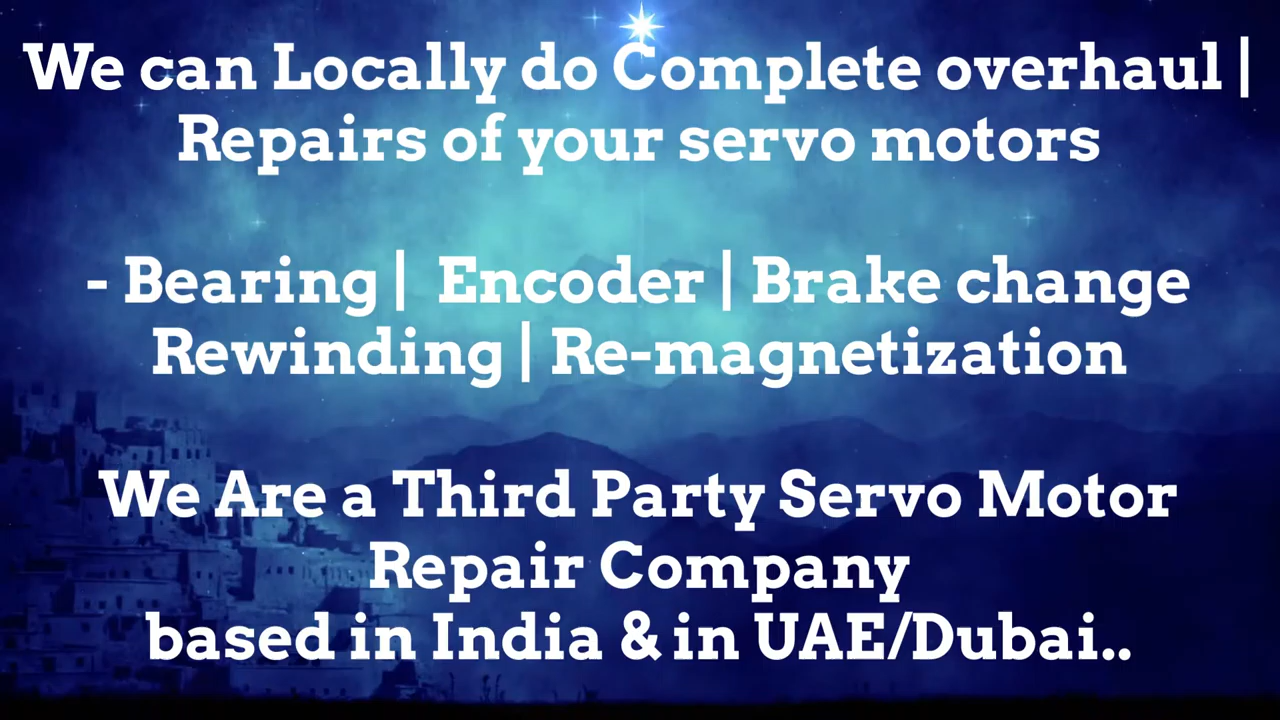 We can Locally do Complete overhaul |
Repairs of your servo motors
- Bearing | Encoder | Brake change
Rewinding | Re-magnetization
We Are a Third Party Servo Motor
Repair Company
based in India & in UAE/Dubai..